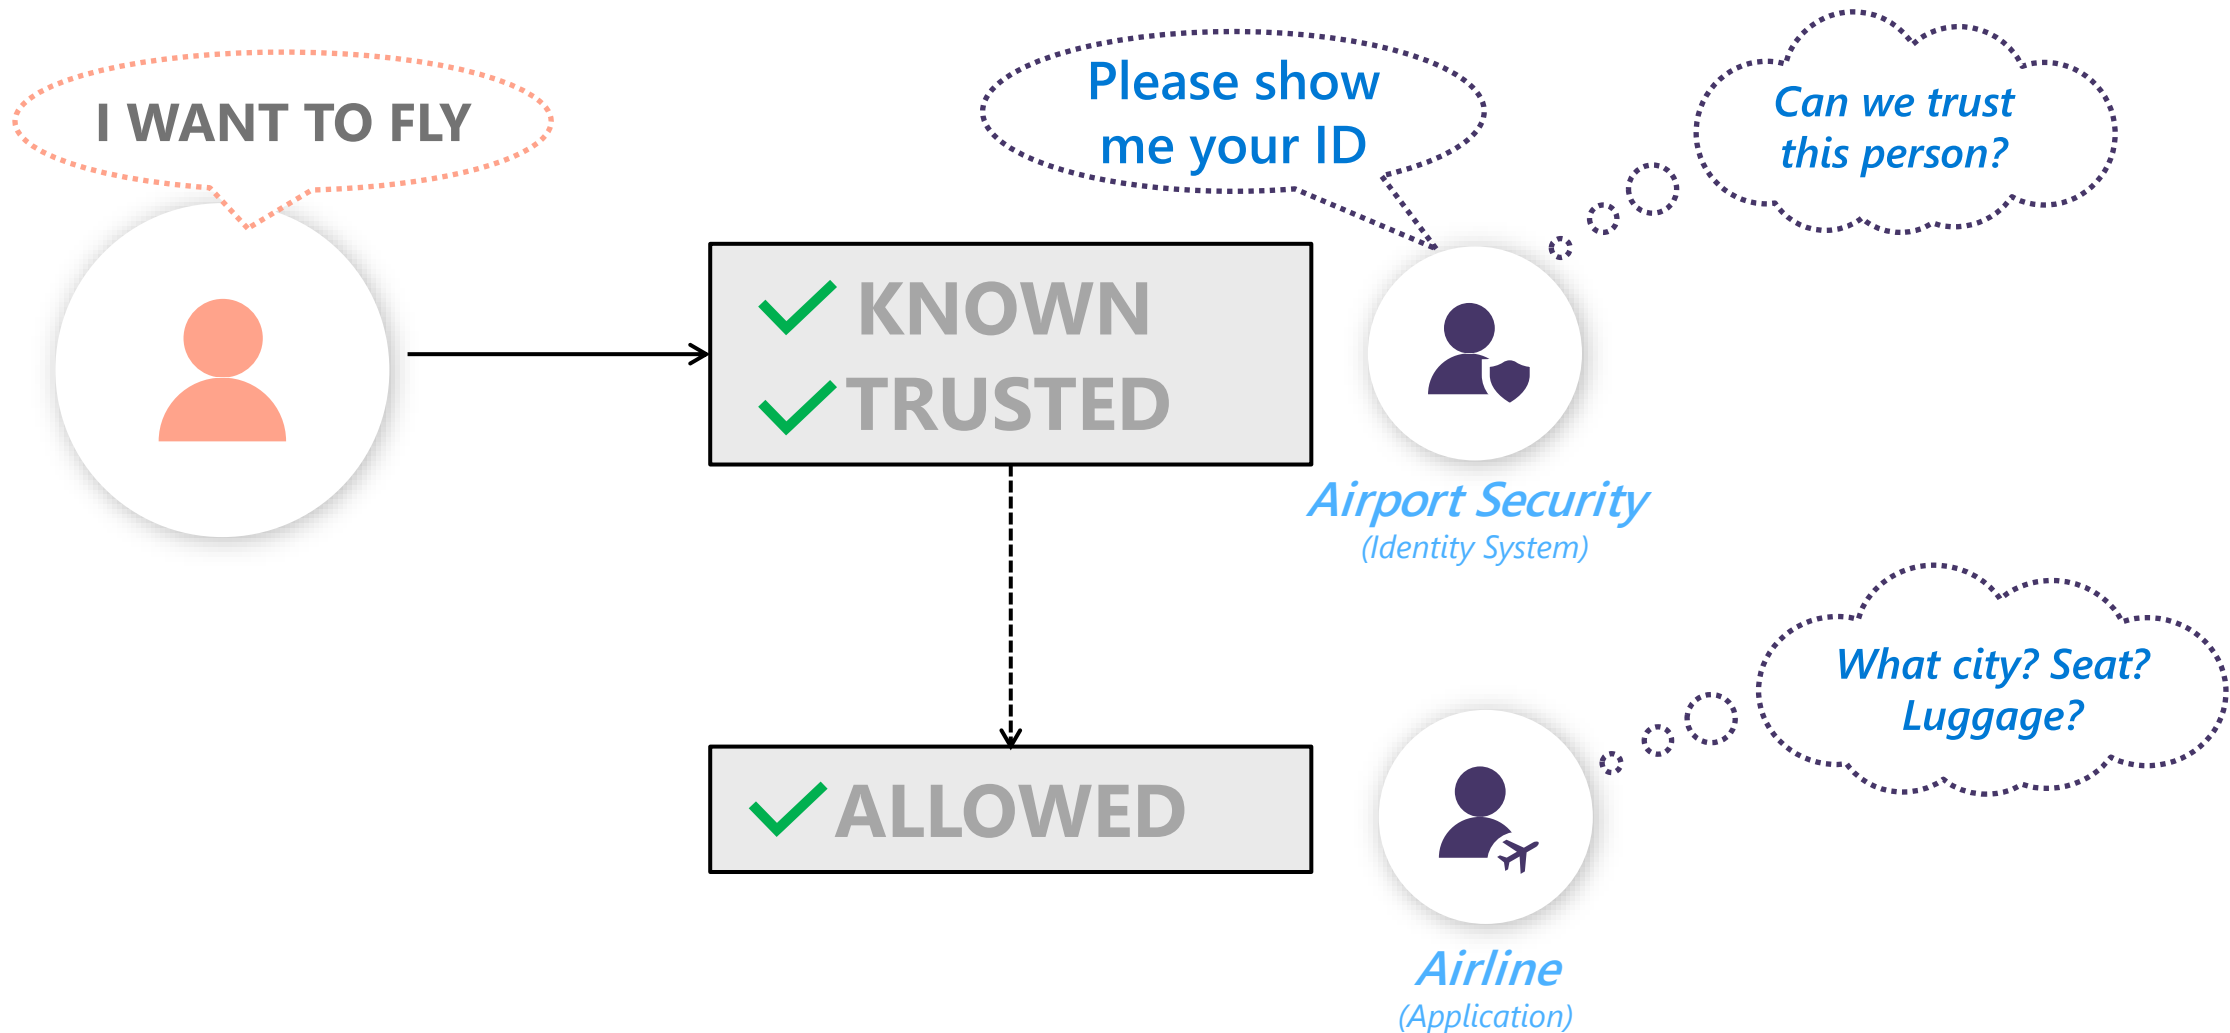 I WANT TO FLY
Please show
me your ID
Can we trust
this person?
KNOWN
TRUSTED
Airport Security
(Identity System)
What city? Seat?
Luggage?
ALLOWED
Airline
(Application)